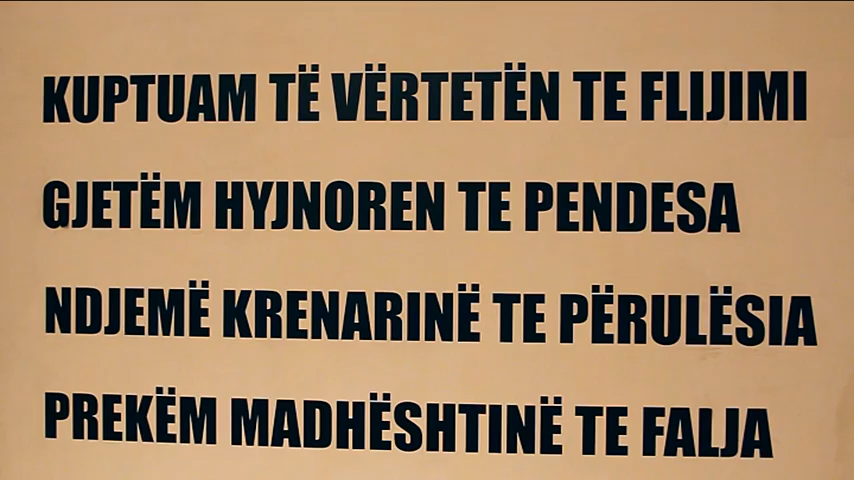 KUPTUAM TË VËRTETËN TE FLIJIMI
GJETËM HYJNOREN TE PENDESA
NDJEMË KRENARINË TE PËRULËSIA
PREKËM MADHËSHTINË TE FALJA